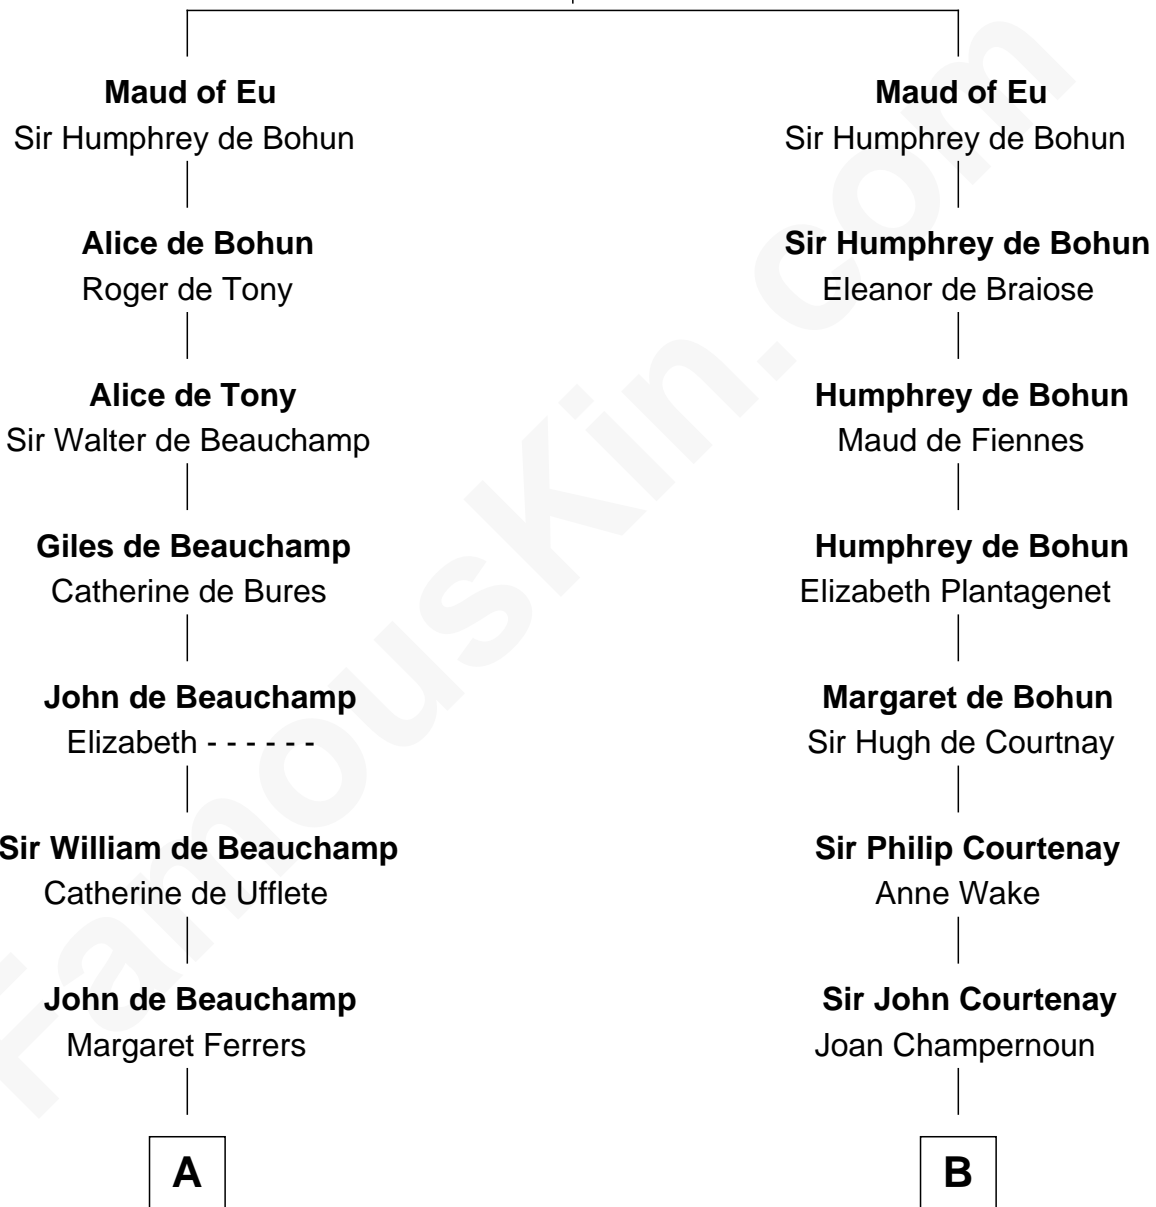 Maud of Eu
Sir Humphrey de Bohun
Alice de Bohun
Roger de Tony
Alice de Tony
Sir Walter de Beauchamp
Giles de Beauchamp
Catherine de Bures
John de Beauchamp
Elizabeth - - - - - -
Sir William de Beauchamp
Catherine de Ufflete
John de Beauchamp
Margaret Ferrers
A
Maud of Eu
Sir Humphrey de Bohun
Sir Humphrey de Bohun
Eleanor de Braiose
Humphrey de Bohun
Maud de Fiennes
Humphrey de Bohun
Elizabeth Plantagenet
Margaret de Bohun
Sir Hugh de Courtnay
Sir Philip Courtenay
Anne Wake
Sir John Courtenay
Joan Champernoun
B
FamousKin.com